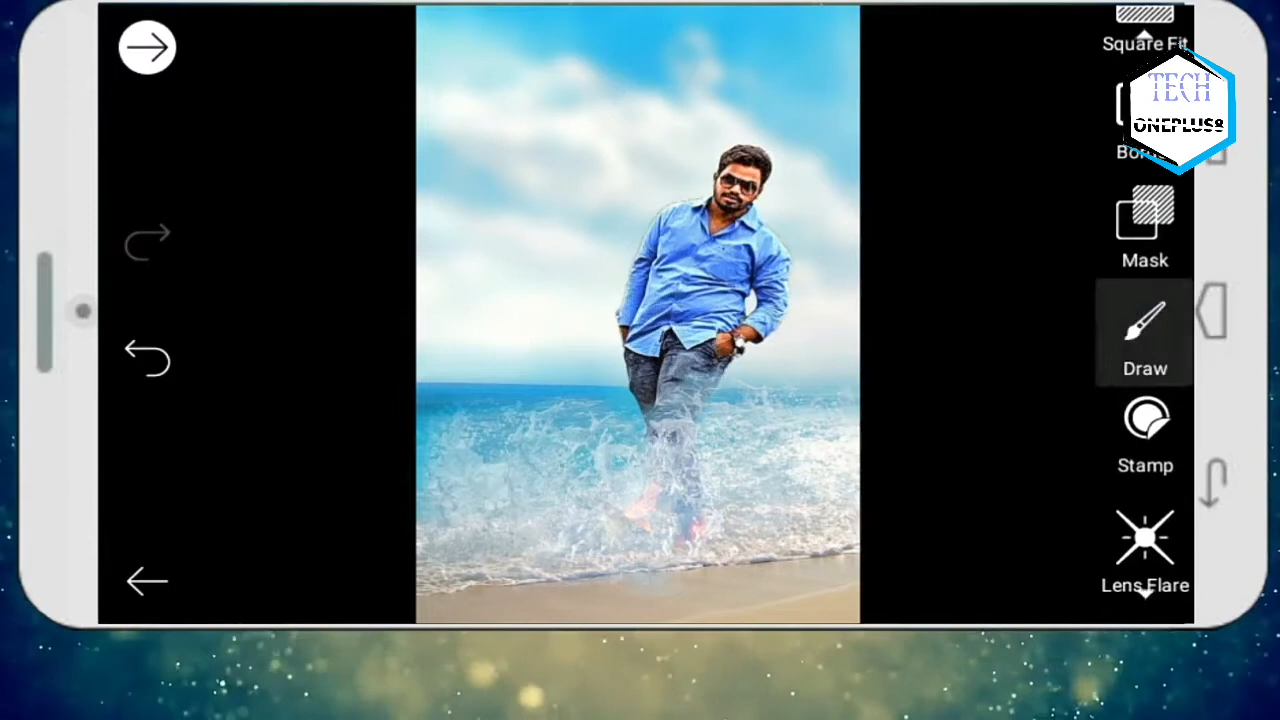 Square Fit
TECH
ONEPLUS8
Mask
Draw
Stamp
Lens Flare